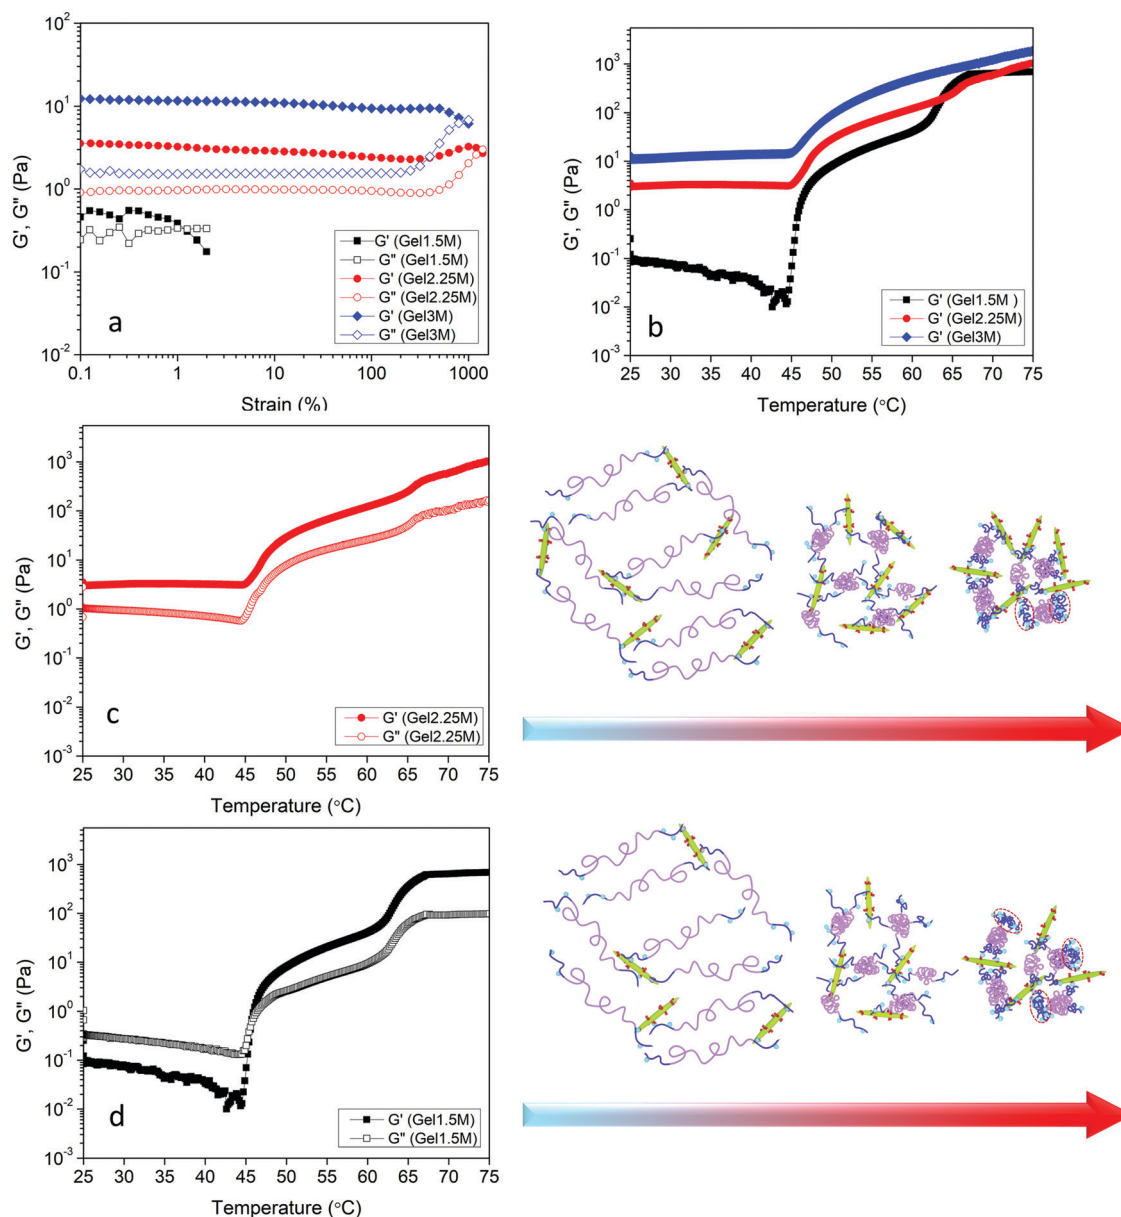 10²
10¹
10⁰
10⁻¹
10⁻²
G', G" (Pa)
0.1 1 10 100 1000
Strain (%)
G' (Gel1.5M)
G" (Gel1.5M)
G' (Gel2.25M)
G" (Gel2.25M)
G' (Gel3M)
G" (Gel3M)
a
10³
10²
10¹
10⁰
10⁻¹
10⁻²
10⁻³
G', G" (Pa)
25 30 35 40 45 50 55 60 65 70 75
Temperature (°C)
G' (Gel1.5M )
G' (Gel2.25M)
G' (Gel3M)
b
10³
10²
10¹
10⁰
10⁻¹
10⁻²
10⁻³
G', G" (Pa)
25 30 35 40 45 50 55 60 65 70 75
Temperature (°C)
G' (Gel2.25M)
G" (Gel2.25M)
c
10³
10²
10¹
10⁰
10⁻¹
10⁻²
10⁻³
G', G" (Pa)
25 30 35 40 45 50 55 60 65 70 75
Temperature (°C)
G' (Gel1.5M)
G" (Gel1.5M)
d